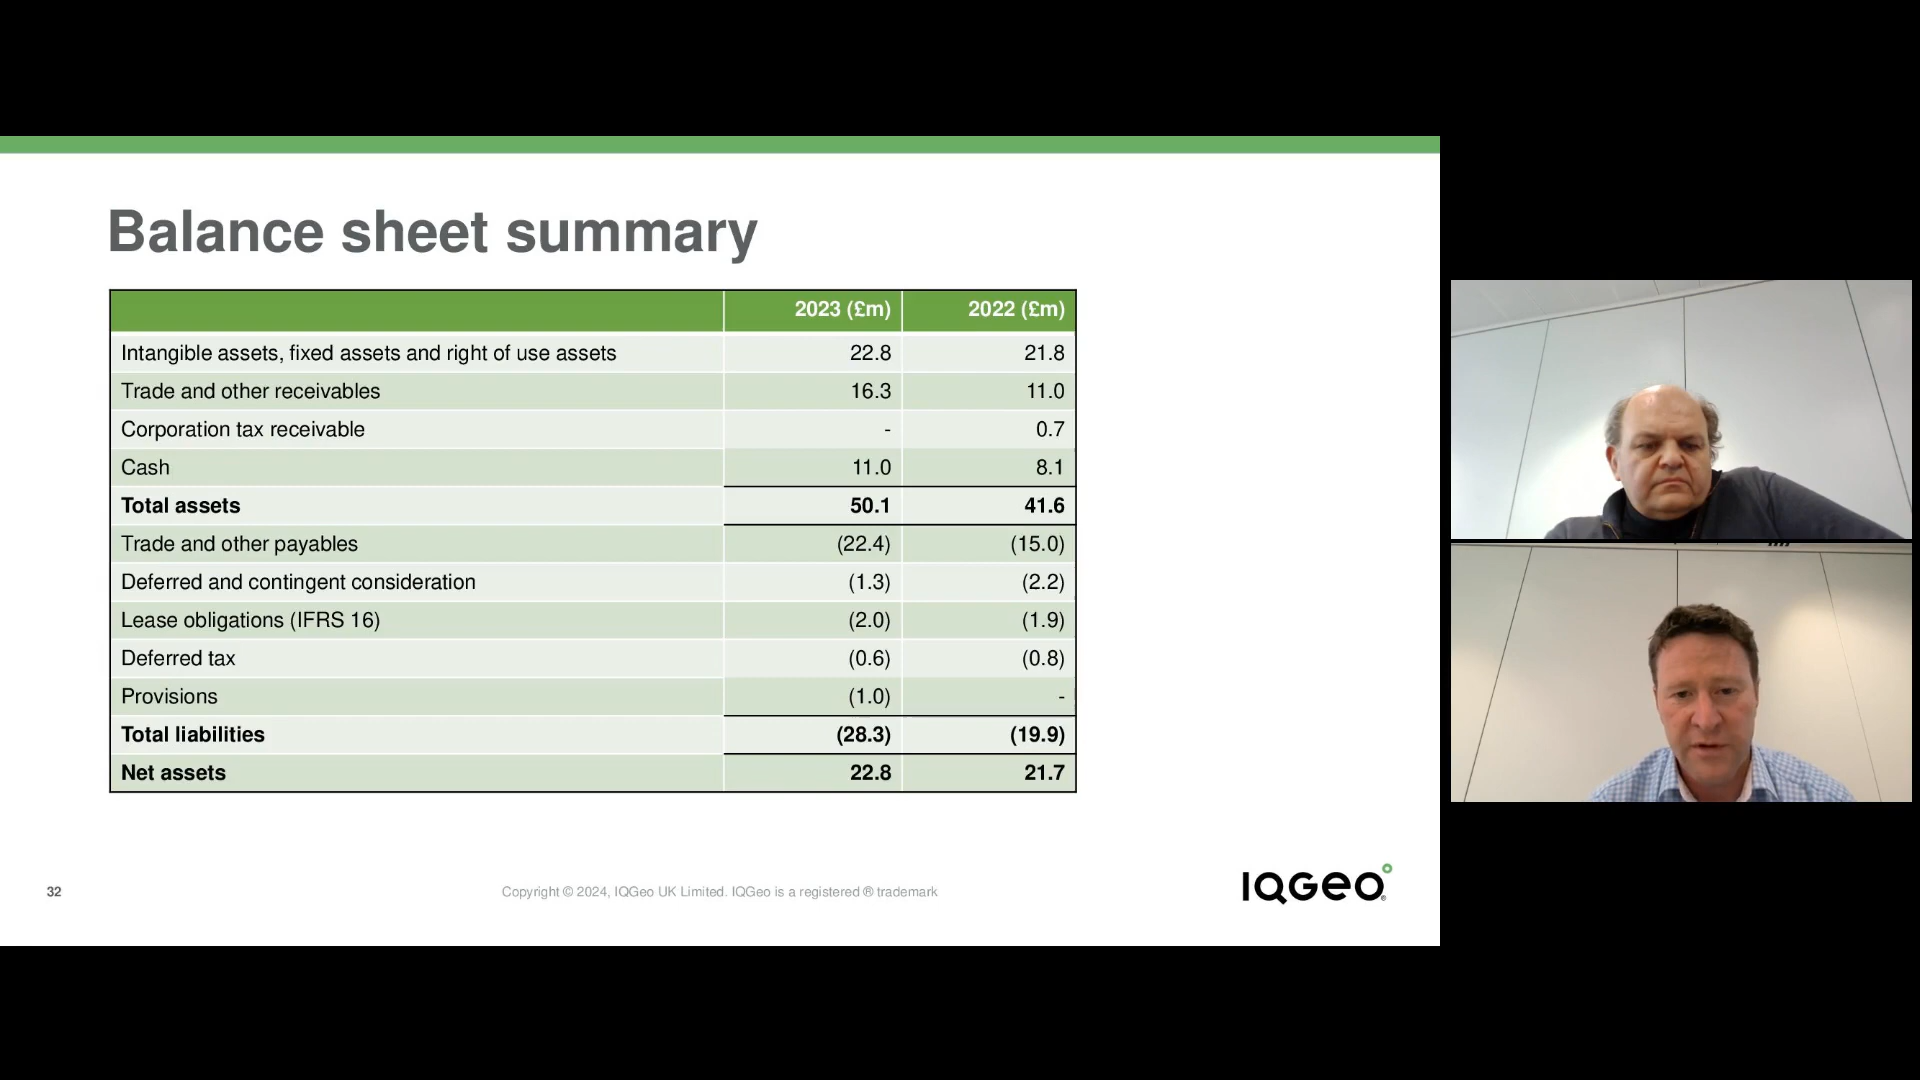 Balance sheet summary
2023 (£m) 2022 (£m)
Intangible assets, fixed assets and right of use assets 22.8 21.8
Trade and other receivables 16.3 11.0
Corporation tax receivable - 0.7
Cash 11.0 8.1
Total assets 50.1 41.6
Trade and other payables (22.4) (15.0)
Deferred and contingent consideration (1.3) (2.2)
Lease obligations (IFRS 16) (2.0) (1.9)
Deferred tax (0.6) (0.8)
Provisions (1.0) -
Total liabilities (28.3) (19.9)
Net assets 22.8 21.7
32 Copyright © 2024, IQGeo UK Limited. IQGeo is a registered ® trademark
IQGeo®